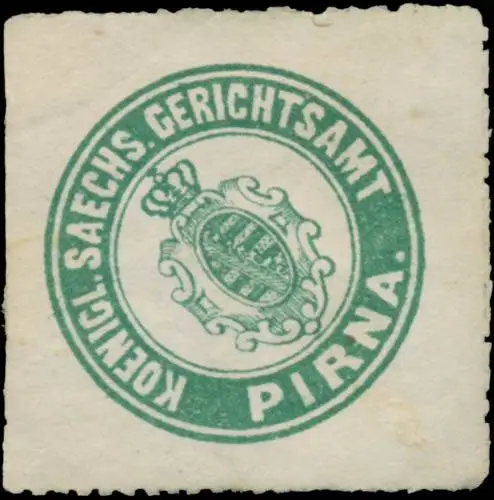 KOENIGL. SAECHS. GERICHTSAMT
PIRNA.